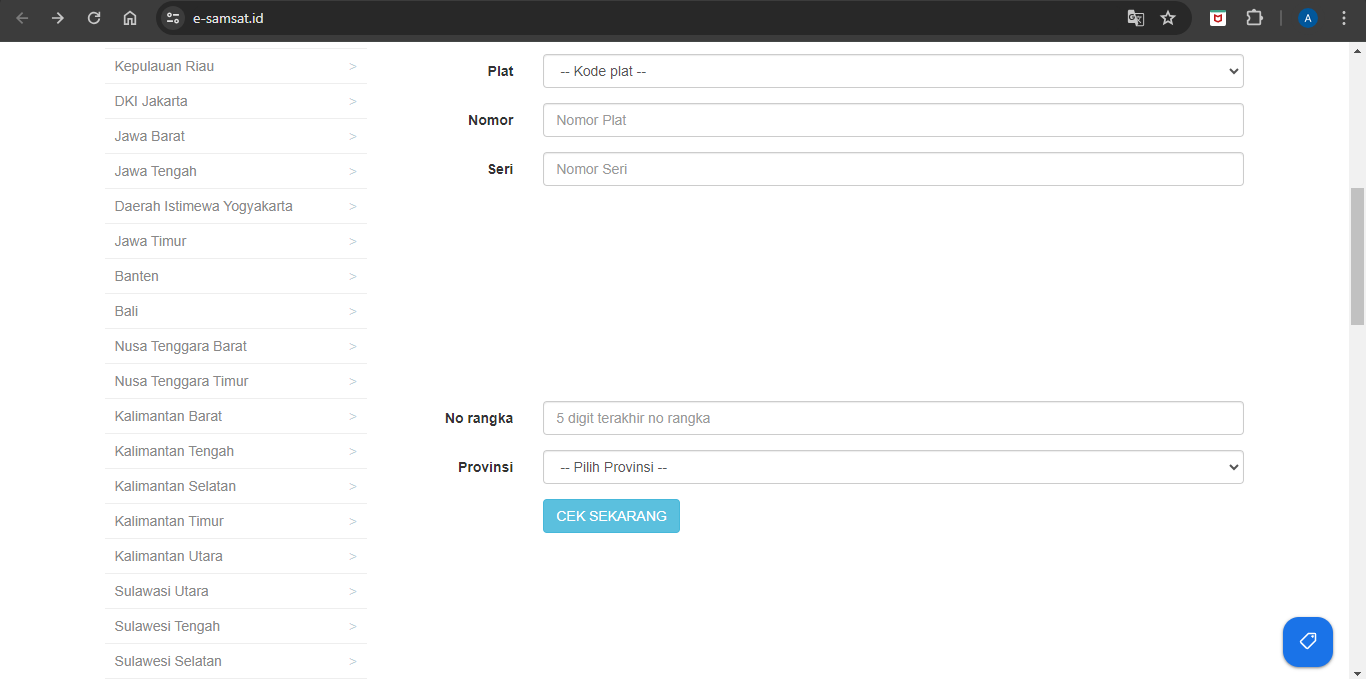 e-samsat.id
A
Kepulauan Riau >
DKI Jakarta >
Jawa Barat >
Jawa Tengah >
Daerah Istimewa Yogyakarta >
Jawa Timur >
Banten >
Bali >
Nusa Tenggara Barat >
Nusa Tenggara Timur >
Kalimantan Barat >
Kalimantan Tengah >
Kalimantan Selatan >
Kalimantan Timur >
Kalimantan Utara >
Sulawasi Utara >
Sulawesi Tengah >
Sulawesi Selatan >
Plat -- Kode plat --
Nomor Nomor Plat
Seri Nomor Seri
No rangka 5 digit terakhir no rangka
Provinsi -- Pilih Provinsi --
CEK SEKARANG